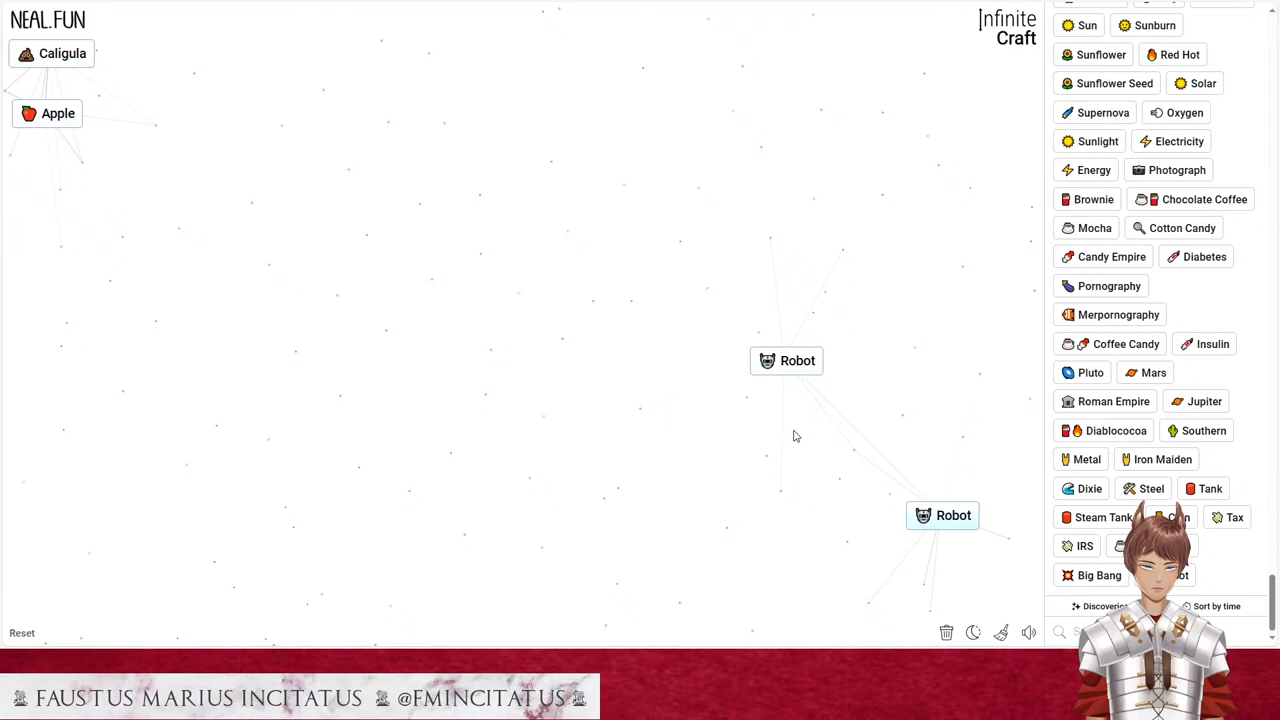 NEAL.FUN
Infinite
Craft
Caligula
Apple
Robot
Robot
Reset
Sun
Sunburn
Sunflower
Red Hot
Sunflower Seed
Solar
Supernova
Oxygen
Sunlight
Electricity
Energy
Photograph
Brownie
Chocolate Coffee
Mocha
Cotton Candy
Candy Empire
Diabetes
Pornography
Merpornography
Coffee Candy
Insulin
Pluto
Mars
Roman Empire
Jupiter
Diablococoa
Southern
Metal
Iron Maiden
Dixie
Steel
Tank
Steam Tank
Tax
IRS
Big Bang
Sort by time
FAUSTUS MARIUS INCITATUS @FMINCITATUS